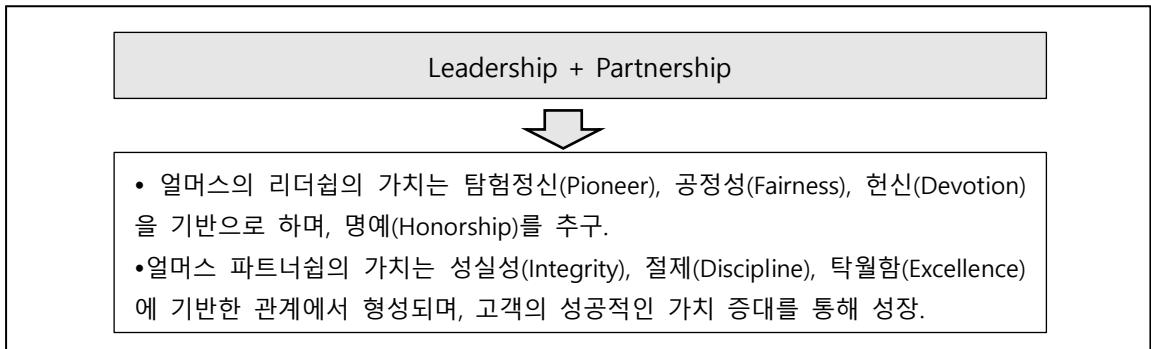 Leadership + Partnership
• 얼머스의 리더쉽의 가치는 탐험정신(Pioneer), 공정성(Fairness), 헌신(Devotion)
을 기반으로 하며, 명예(Honorship)를 추구.
•얼머스 파트너쉽의 가치는 성실성(Integrity), 절제(Discipline), 탁월함(Excellence)
에 기반한 관계에서 형성되며, 고객의 성공적인 가치 증대를 통해 성장.